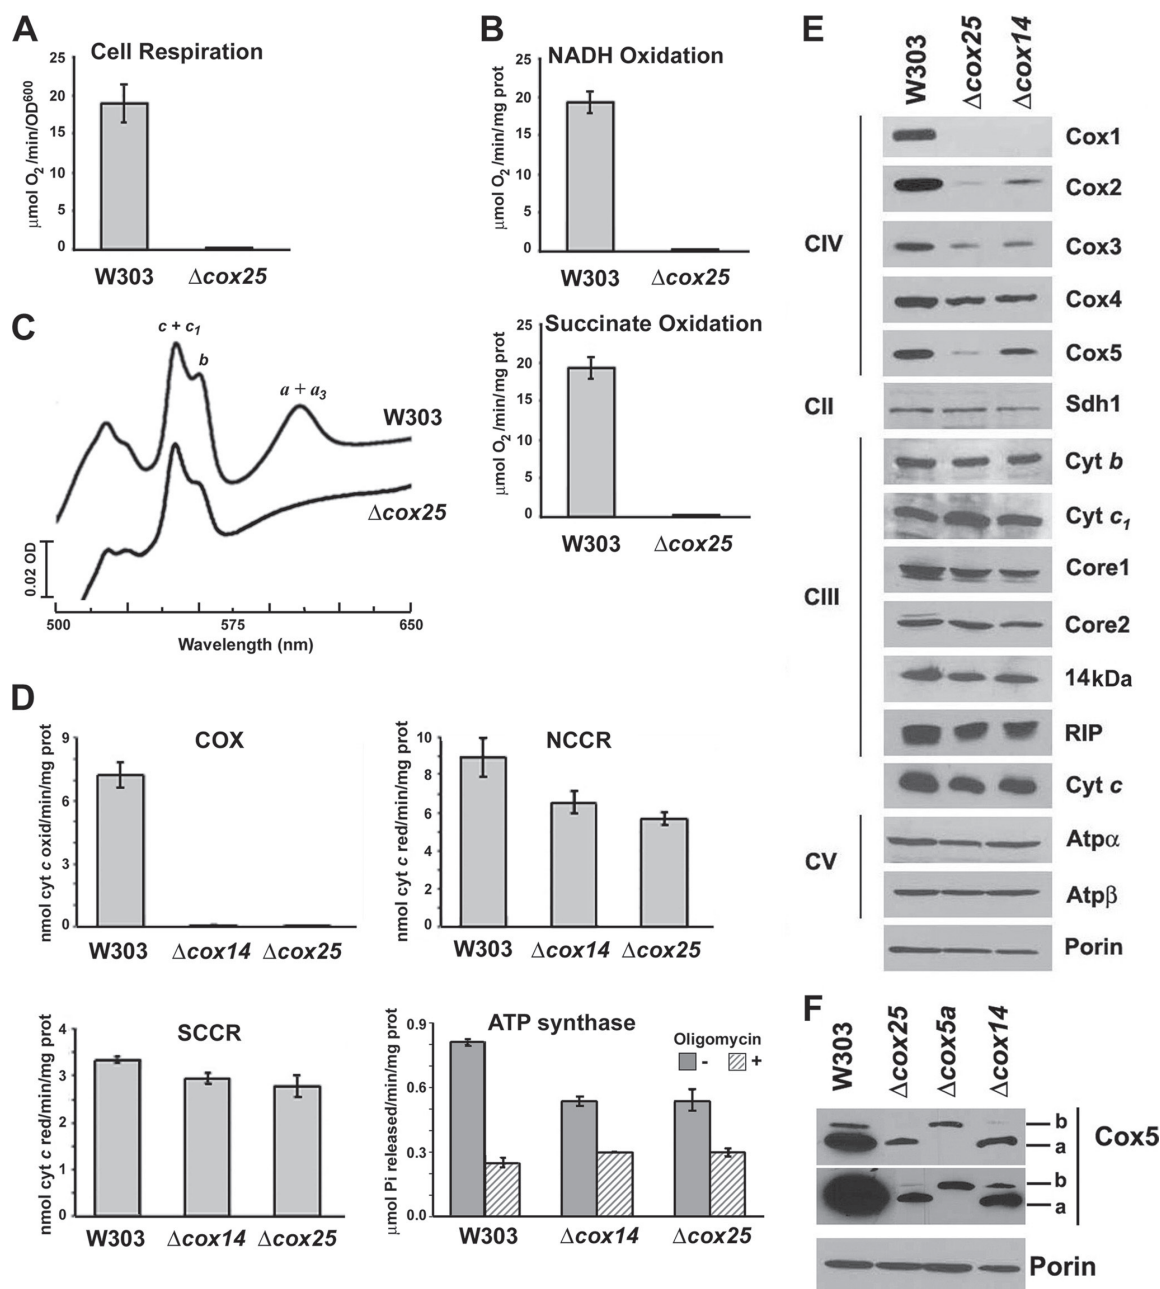 A
Cell Respiration
μmol O2 /min/OD600
25
20
15
10
5
0
W303 Δcox25
B
NADH Oxidation
μmol O2 /min/mg prot
25
20
15
10
5
0
W303 Δcox25
Succinate Oxidation
μmol O2 /min/mg prot
25
20
15
10
5
0
W303 Δcox25
C
c + c1
b
a + a3
W303
Δcox25
0.02 OD
500 575 650
Wavelength (nm)
D
COX
nmol cyt c oxid/min/mg prot
9
6
3
0
W303 Δcox14 Δcox25
NCCR
nmol cyt c red/min/mg prot
10
8
6
4
2
0
W303 Δcox14 Δcox25
SCCR
nmol cyt c red/min/mg prot
4
3
2
1
0
W303 Δcox14 Δcox25
ATP synthase
Oligomycin
- +
μmol Pi released/min/mg prot
0.9
0.6
0.3
0.0
W303 Δcox14 Δcox25
E
W303 Δcox25 Δcox14
CIV
Cox1
Cox2
Cox3
Cox4
Cox5
CII
Sdh1
CIII
Cyt b
Cyt c1
Core1
Core2
14kDa
RIP
Cyt c
CV
Atpα
Atpβ
Porin
F
W303 Δcox25 Δcox5a Δcox14
b
a
b
a
Cox5
Porin